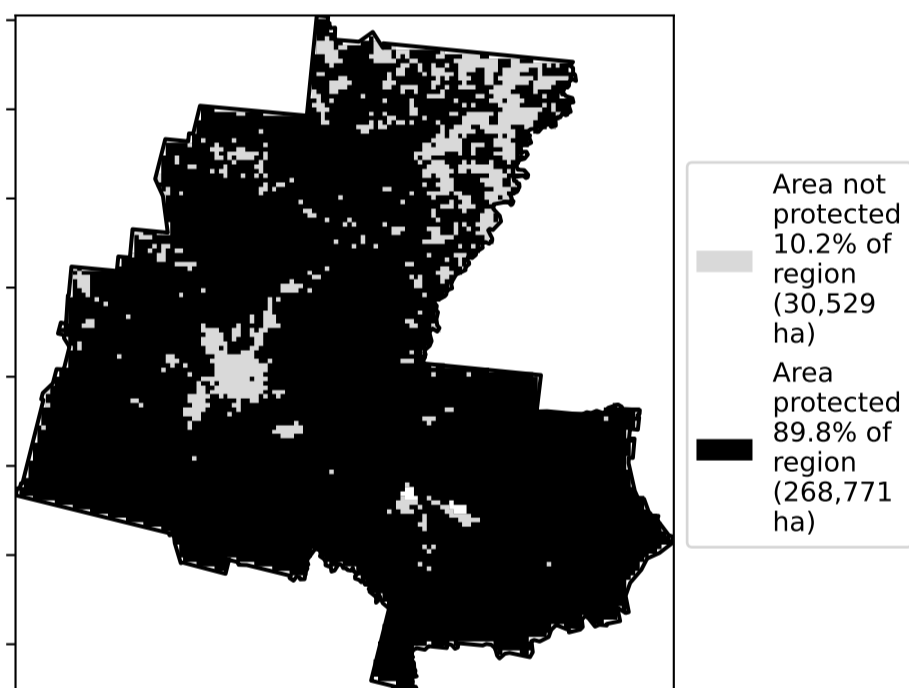 Area not
protected
10.2% of
region
(30,529
ha)
Area
protected
89.8% of
region
(268,771
ha)